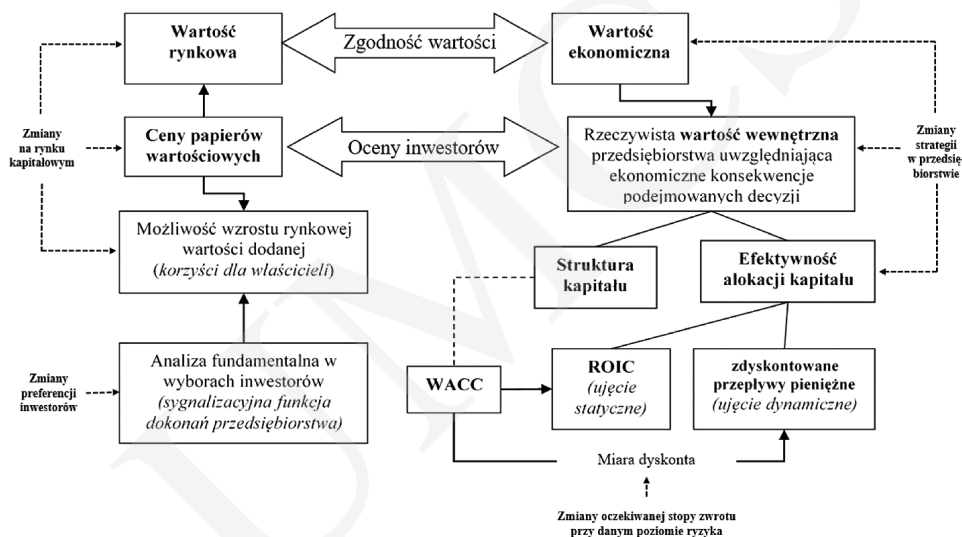 Wartość
rynkowa
Zgodność wartości
Wartość
ekonomiczna
Zmiany
na rynku
kapitałowym
Ceny papierów
wartościowych
Oceny inwestorów
Rzeczywista wartość wewnętrzna
przedsiębiorstwa uwzględniająca
ekonomiczne konsekwencje
podejmowanych decyzji
Zmiany
strategii
w przedsię
biorstwie
Możliwość wzrostu rynkowej
wartości dodanej
(korzyści dla właścicieli)
Struktura
kapitału
Efektywność
alokacji kapitału
Zmiany
preferencji
inwestorów
Analiza fundamentalna w
wyborach inwestorów
(sygnalizacyjna funkcja
dokonań przedsiębiorstwa)
WACC
ROIC
(ujęcie
statyczne)
zdyskontowane
przepływy pieniężne
(ujęcie dynamiczne)
Miara dyskonta
Zmiany oczekiwanej stopy zwrotu
przy danym poziomie ryzyka
UMCS